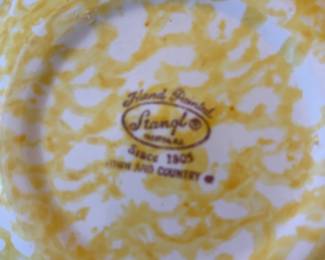 Hand Painted
Stangl®
Since 1805
TOWN AND COUNTRY